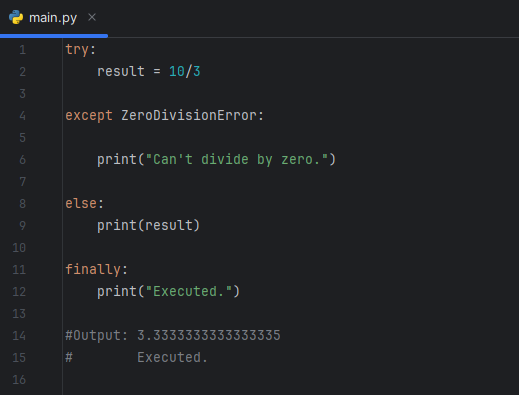 main.py ×
1 try:
2     result = 10/3
3
4 except ZeroDivisionError:
5
6     print("Can't divide by zero.")
7
8 else:
9     print(result)
10
11 finally:
12     print("Executed.")
13
14 #Output: 3.3333333333333335
15 #        Executed.
16